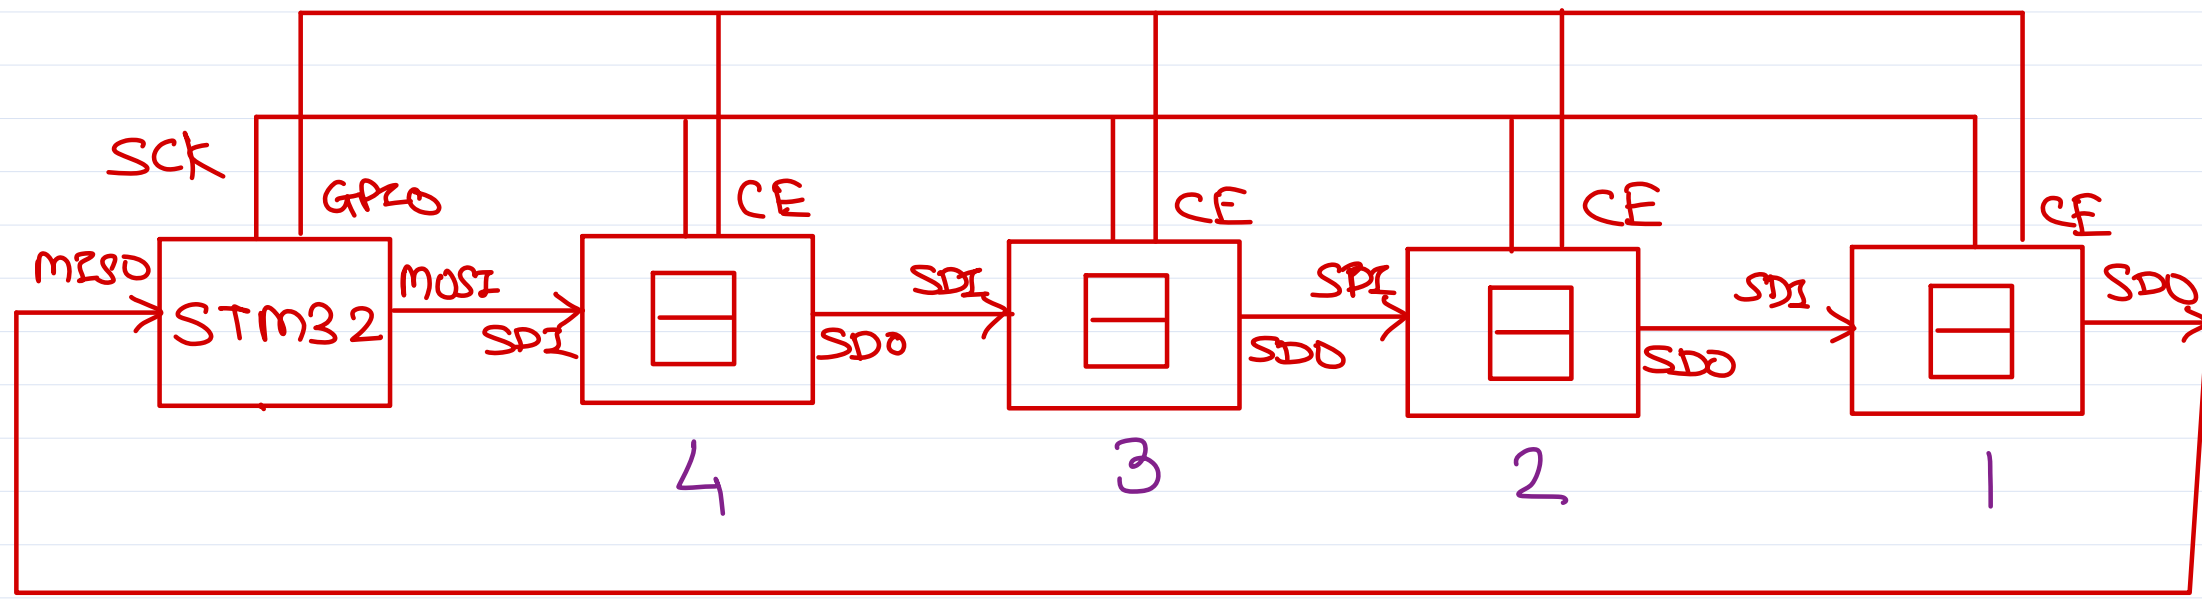 SCK
GPIO
CE
CE
CE
CE
MISO
STM32
MOSI
SDI
SDO
SDI
SDO
SDI
SDO
SDI
SDO
4
3
2
1